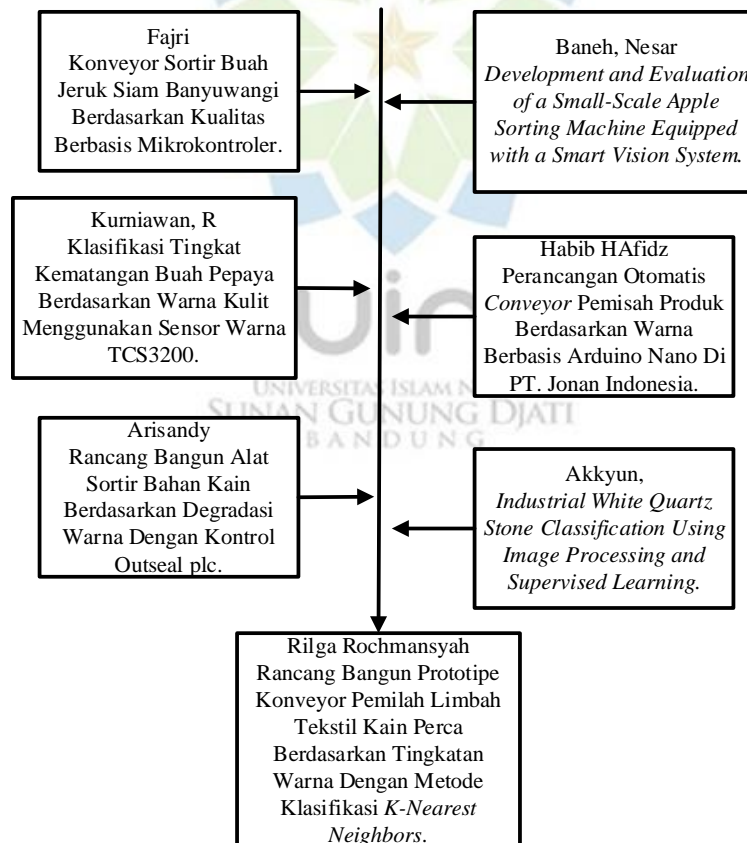 Fajri
Konveyor Sortir Buah
Jeruk Siam Banyuwangi
Berdasarkan Kualitas
Berbasis Mikrokontroler.
Baneh, Nesar
Development and Evaluation
of a Small-Scale Apple
Sorting Machine Equipped
with a Smart Vision System.
Kurniawan, R
Klasifikasi Tingkat
Kematangan Buah Pepaya
Berdasarkan Warna Kulit
Menggunakan Sensor Warna
TCS3200.
Habib HAfidz
Perancangan Otomatis
Conveyor Pemisah Produk
Berdasarkan Warna
Berbasis Arduino Nano Di
PT. Jonan Indonesia.
uin
UNIVERSITAS ISLAM N
SUNAN GUNUNG DJATI
BANDUNG
Arisandy
Rancang Bangun Alat
Sortir Bahan Kain
Berdasarkan Degradasi
Warna Dengan Kontrol
Outseal plc.
Akkyun,
Industrial White Quartz
Stone Classification Using
Image Processing and
Supervised Learning.
Rilga Rochmansyah
Rancang Bangun Prototipe
Konveyor Pemilah Limbah
Tekstil Kain Perca
Berdasarkan Tingkatan
Warna Dengan Metode
Klasifikasi K-Nearest
Neighbors.